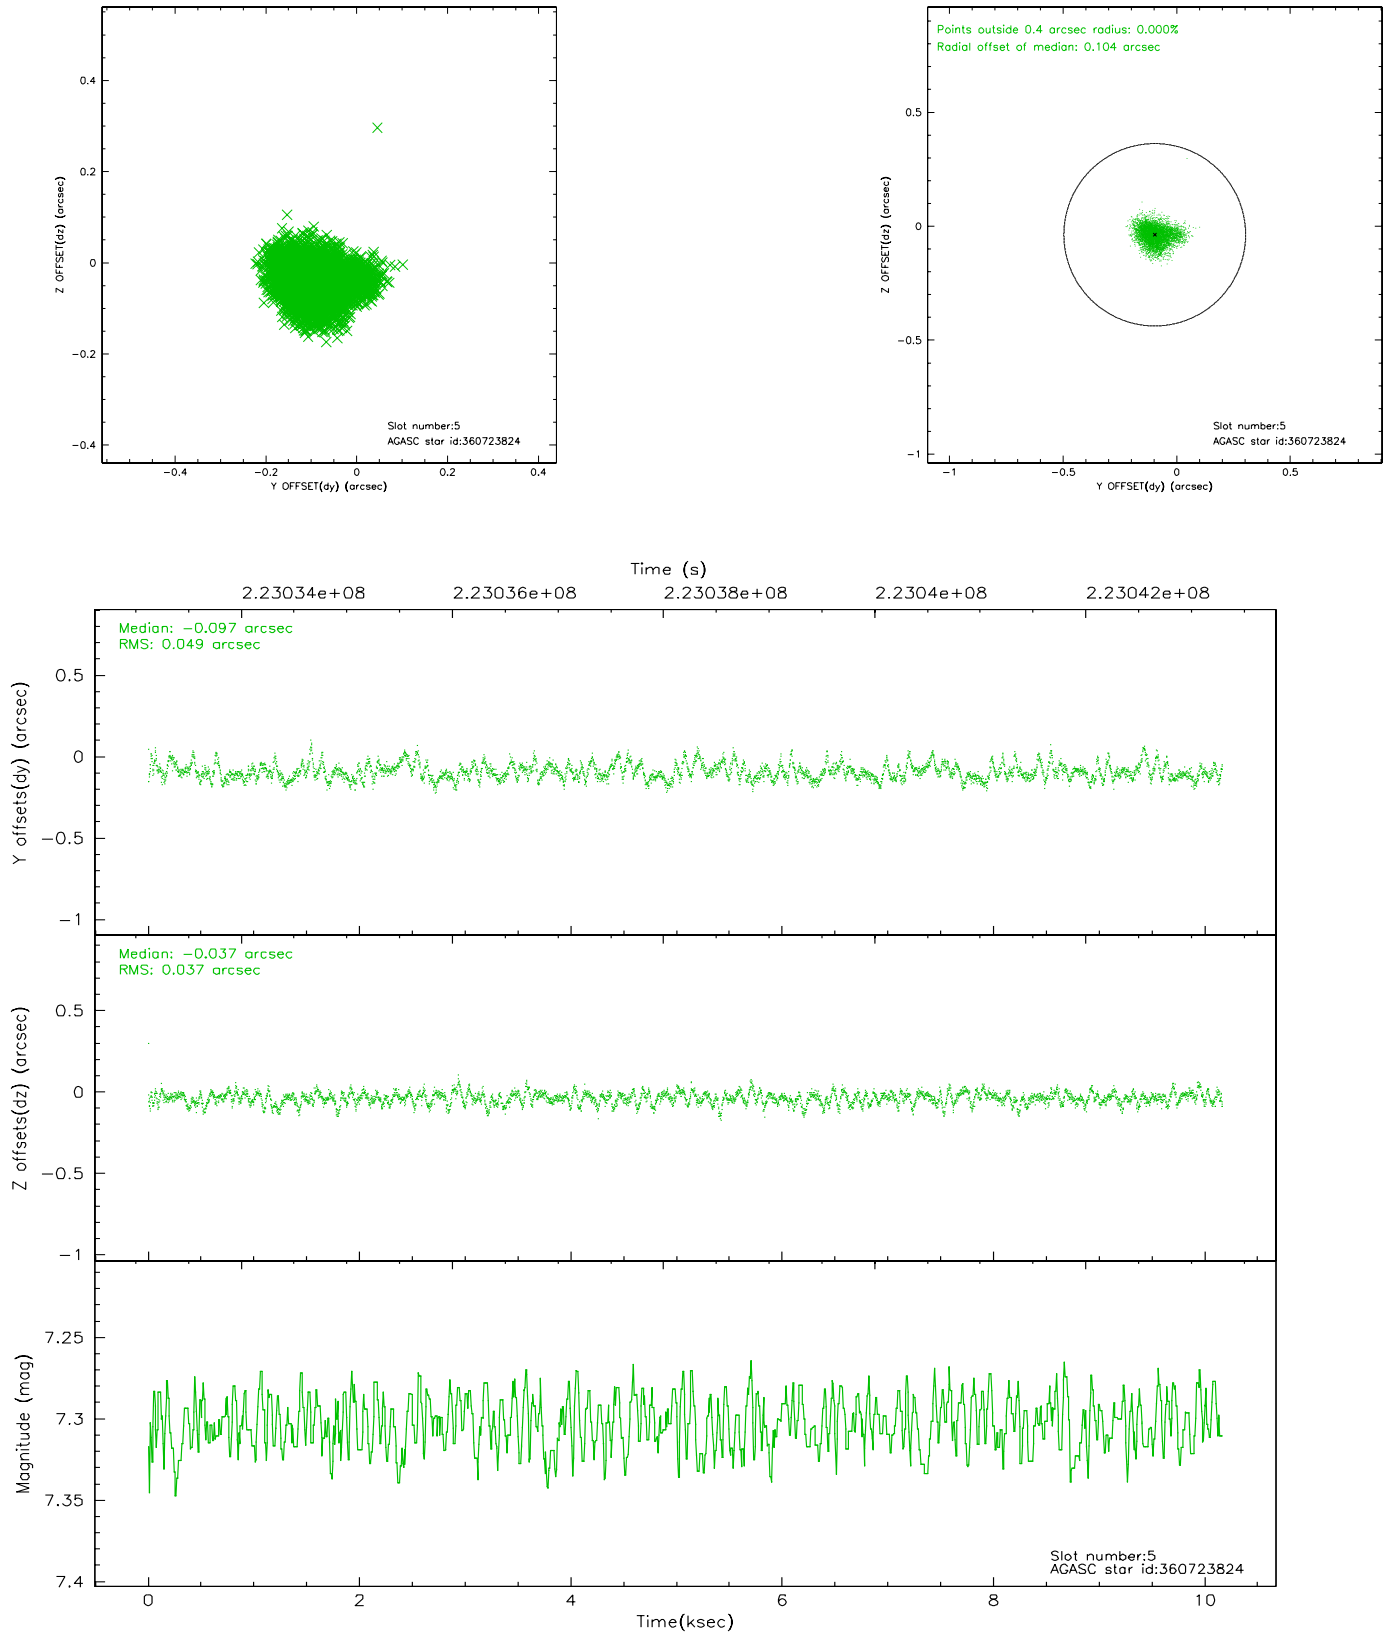 0.4
0.2
0
−0.2
−0.4
Z OFFSET(dz) (arcsec)
−0.4
−0.2
0
0.2
0.4
Y OFFSET(dy) (arcsec)
Slot number:5
AGASC star id:360723824
Points outside 0.4 arcsec radius: 0.000%
Radial offset of median: 0.104 arcsec
0.5
0
−0.5
−1
Z OFFSET(dz) (arcsec)
−1
−0.5
0
0.5
Y OFFSET(dy) (arcsec)
Slot number:5
AGASC star id:360723824
Time (s)
2.23034e+08
2.23036e+08
2.23038e+08
2.2304e+08
2.23042e+08
Median: −0.097 arcsec
RMS: 0.049 arcsec
0.5
0
−0.5
−1
Y offsets(dy) (arcsec)
Median: −0.037 arcsec
RMS: 0.037 arcsec
0.5
0
−0.5
−1
Z offsets(dz) (arcsec)
7.25
7.3
7.35
7.4
Magnitude (mag)
Slot number:5
AGASC star id:360723824
0
2
4
6
8
10
Time(ksec)